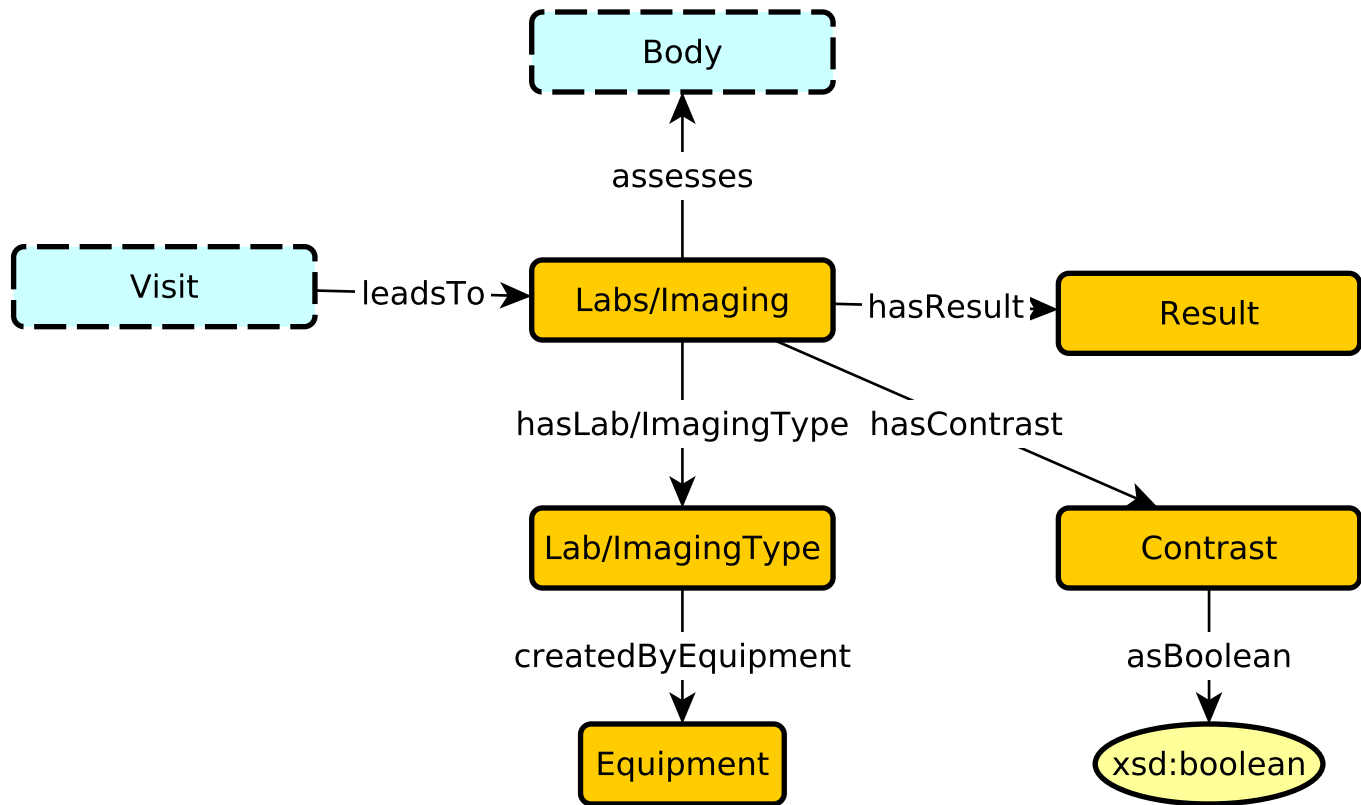 Body
assesses
Visit
leadsTo
Labs/Imaging
hasResult
Result
hasLab/ImagingType
hasContrast
Lab/ImagingType
Contrast
createdByEquipment
asBoolean
Equipment
xsd:boolean